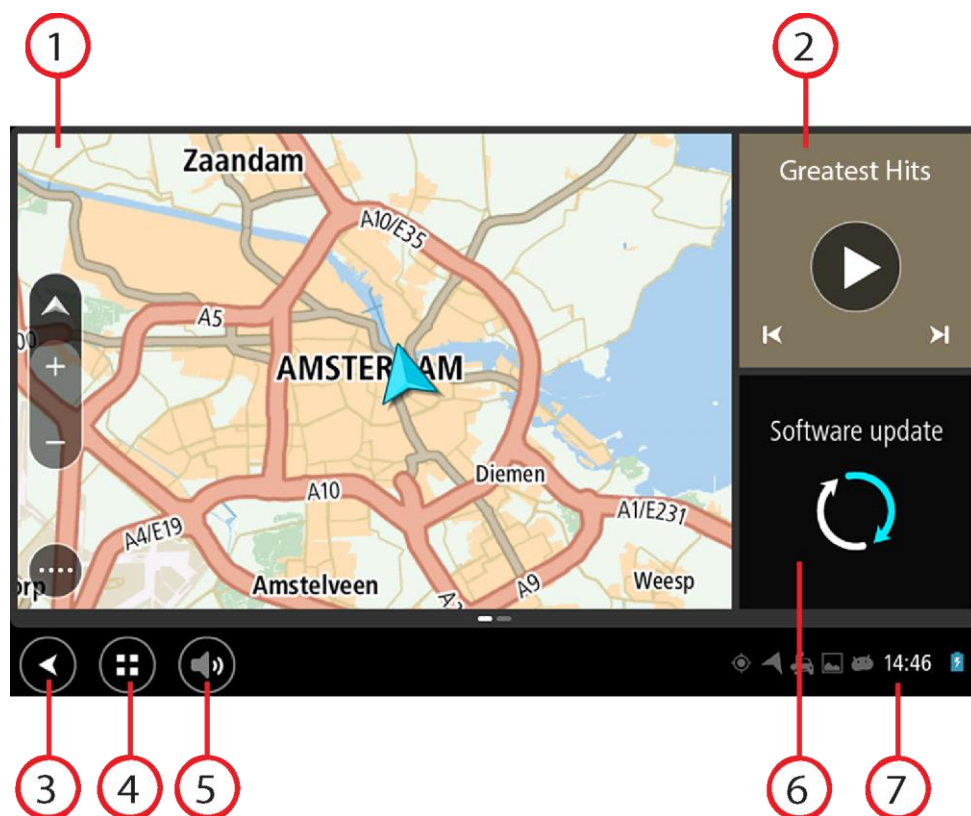 1
2
Zaandam
Greatest Hits
A10/E35
A5
AMSTERDAM
Software update
Diemen
A10
A1/E231
A4/E19
Amstelveen
A9
Weesp
14:46
3
4
5
6
7